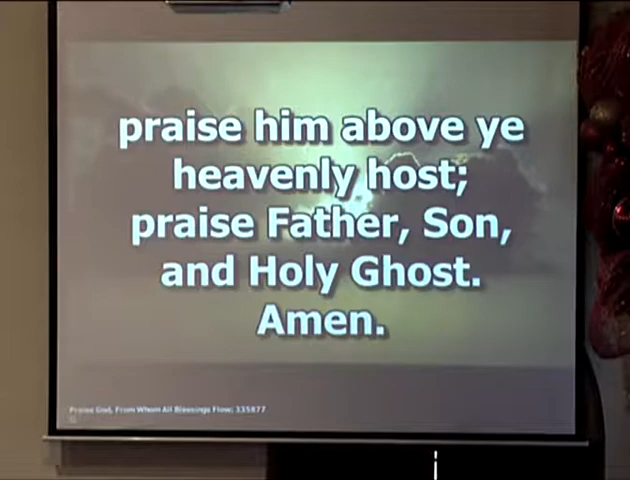 praise him above ye
heavenly host;
praise Father, Son,
and Holy Ghost.
Amen.
Praise God, From Whom All Blessings Flow; 335877